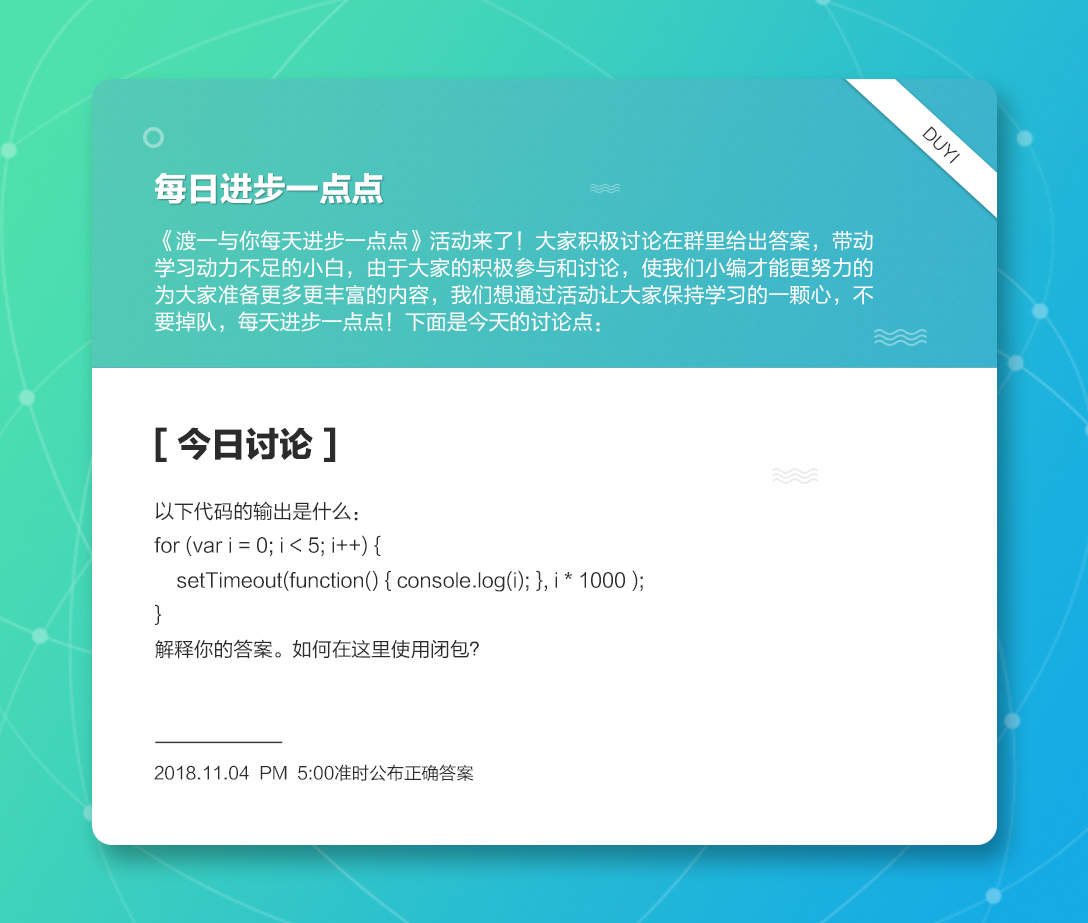 DUYI
每日进步一点点
《渡一与你每天进步一点点》活动来了！大家积极讨论在群里给出答案，带动
学习动力不足的小白，由于大家的积极参与和讨论，使我们小编才能更努力的
为大家准备更多更丰富的内容，我们想通过活动让大家保持学习的一颗心，不
要掉队，每天进步一点点！下面是今天的讨论点：
[ 今日讨论 ]
以下代码的输出是什么：
for (var i = 0; i < 5; i++) {
    setTimeout(function() { console.log(i); }, i * 1000 );
}
解释你的答案。如何在这里使用闭包?
2018.11.04  PM  5:00准时公布正确答案